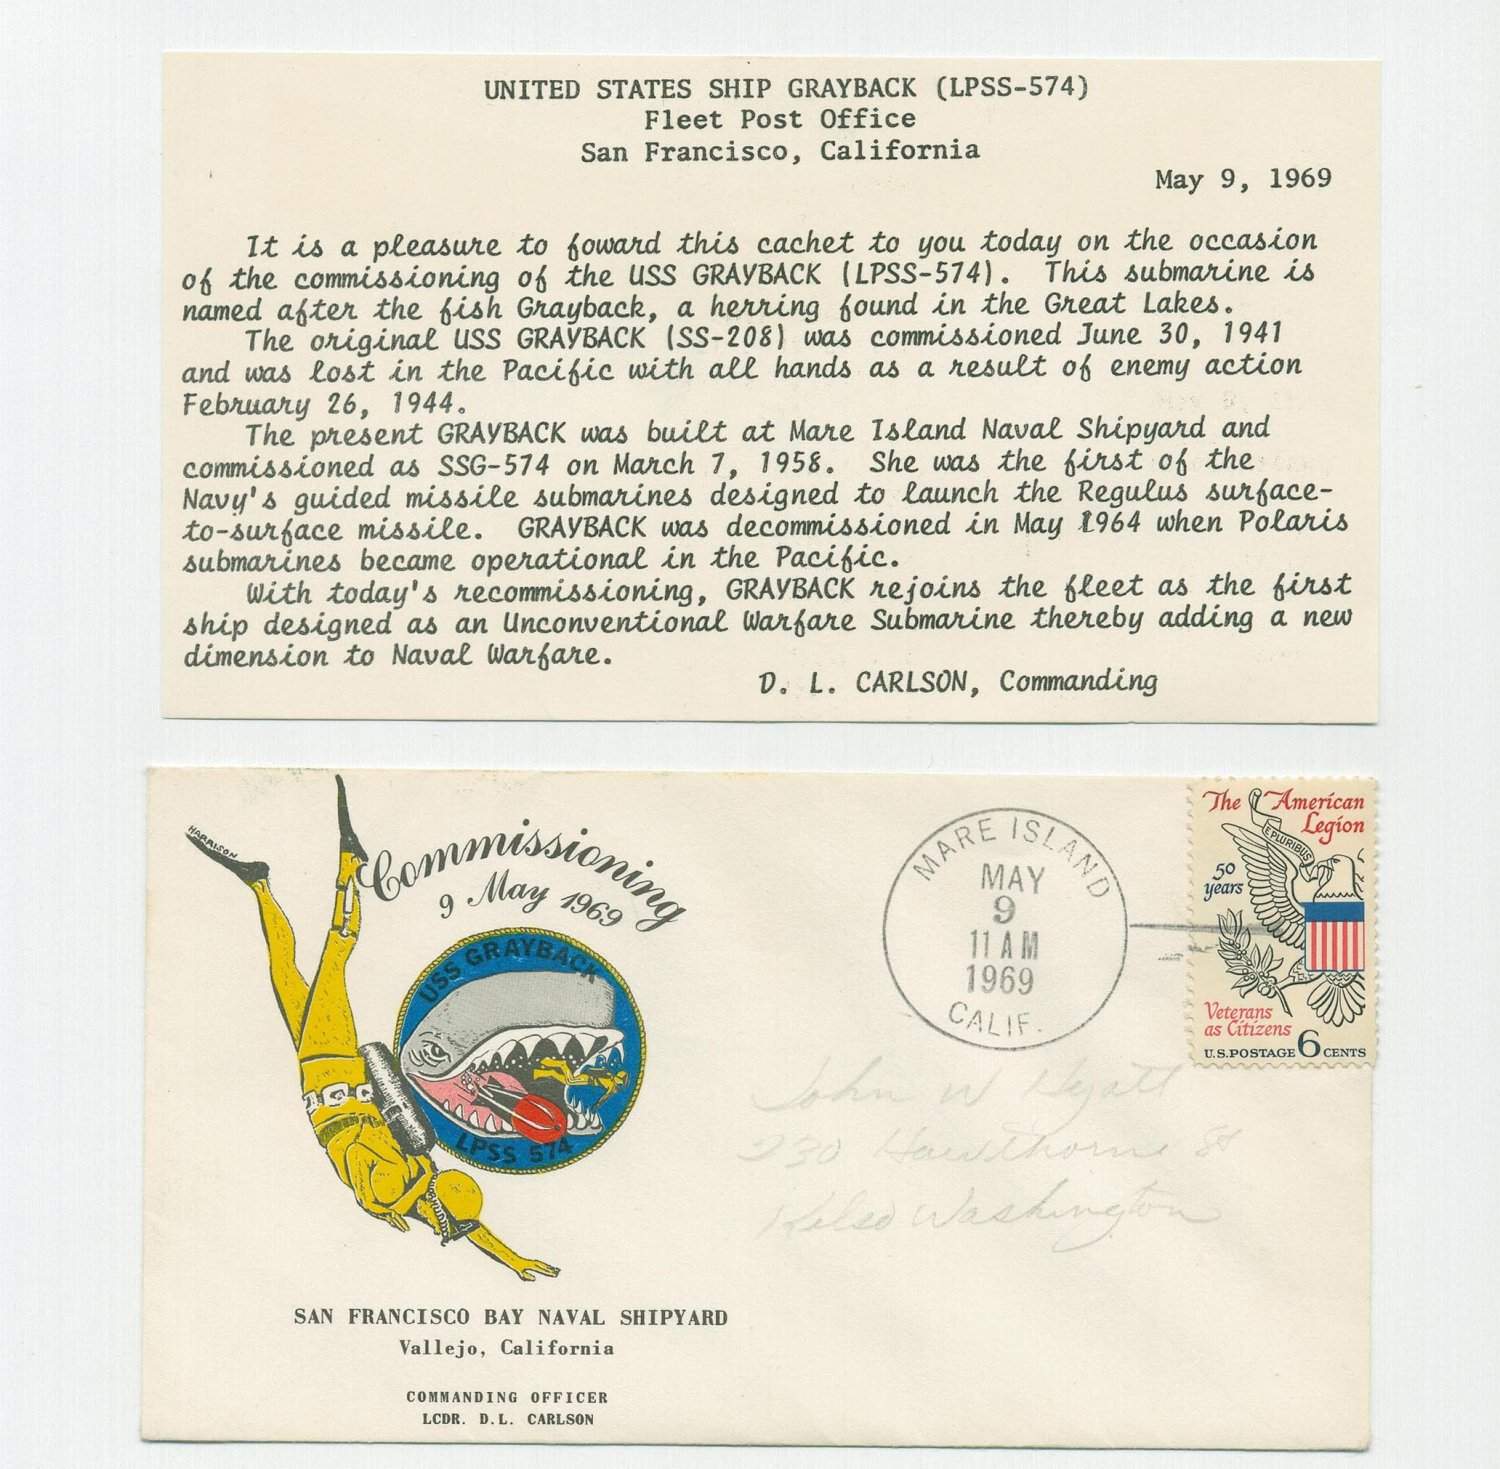 UNITED STATES SHIP GRAYBACK (LPSS-574)
Fleet Post Office
San Francisco, California
May 9, 1969
It is a pleasure to foward this cachet to you today on the occasion
of the commissioning of the USS GRAYBACK (LPSS-574). This submarine is
named after the fish Grayback, a herring found in the Great Lakes.
The original USS GRAYBACK (SS-208) was commissioned June 30, 1941
and was lost in the Pacific with all hands as a result of enemy action
February 26, 1944.
The present GRAYBACK was built at Mare Island Naval Shipyard and
commissioned as SSG-574 on March 7, 1958. She was the first of the
Navy's guided missile submarines designed to launch the Regulus surface-
to-surface missile. GRAYBACK was decommissioned in May 1964 when Polaris
submarines became operational in the Pacific.
With today's recommissioning, GRAYBACK rejoins the fleet as the first
ship designed as an Unconventional Warfare Submarine thereby adding a new
dimension to Naval Warfare.
D. L. CARLSON, Commanding
HARRISON
Commissioning
9 May 1969
USS GRAYBACK
LPSS 574
SAN FRANCISCO BAY NAVAL SHIPYARD
Vallejo, California
COMMANDING OFFICER
LCDR. D.L. CARLSON
MARE ISLAND
MAY
9
11 AM
1969
CALIF.
The American
Legion
E PLURIBUS
50
years
Veterans
as Citizens
U.S. POSTAGE 6 CENTS
John W Hyatt
230 Hawthorne St
Kelso Washington